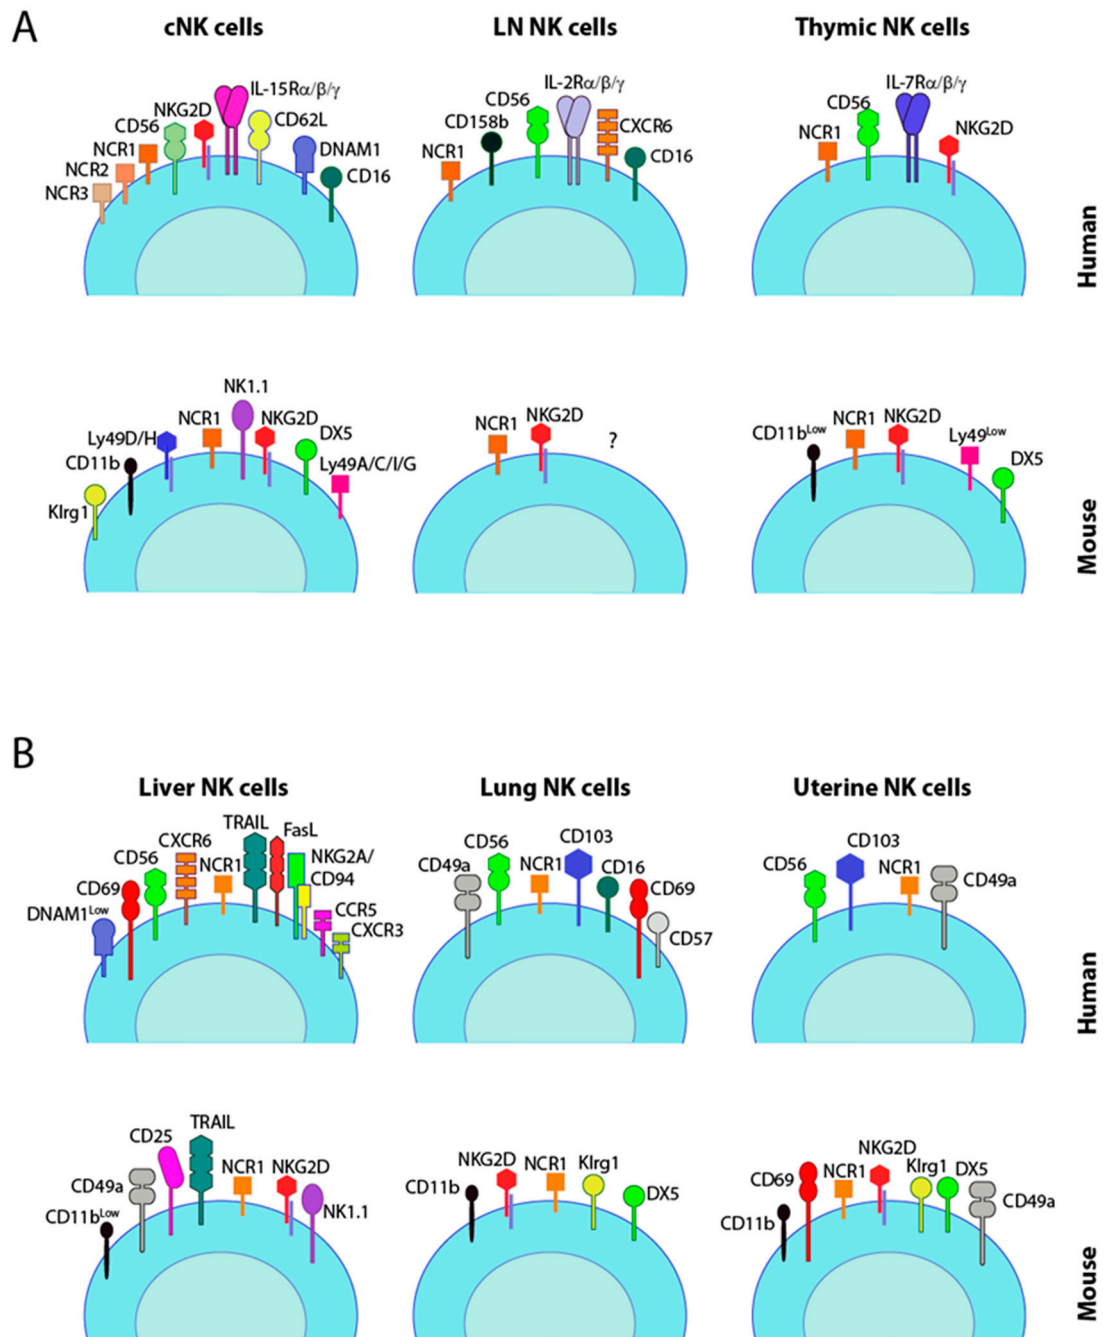 A
cNK cells
LN NK cells
Thymic NK cells
IL-15Rα/β/γ
NKG2D
CD62L
CD56
DNAM1
NCR1
NCR2
CD16
NCR3
IL-2Rα/β/γ
CD56
CD158b
CXCR6
NCR1
CD16
IL-7Rα/β/γ
CD56
NCR1
NKG2D
Human
NK1.1
NCR1
NKG2D
Ly49D/H
DX5
CD11b
Ly49A/C/I/G
Klrg1
NCR1
NKG2D
?
CD11bLow
NCR1
NKG2D
Ly49Low
DX5
Mouse
B
Liver NK cells
Lung NK cells
Uterine NK cells
TRAIL
FasL
CXCR6
CD56
NCR1
NKG2A/
CD94
CD69
DNAM1Low
CCR5
CXCR3
CD103
CD56
CD49a
NCR1
CD16
CD69
CD57
CD103
CD56
NCR1
CD49a
Human
TRAIL
CD25
NCR1
NKG2D
CD49a
CD11bLow
NK1.1
NKG2D
NCR1
Klrg1
CD11b
DX5
NKG2D
CD69
NCR1
Klrg1
DX5
CD49a
CD11b
Mouse